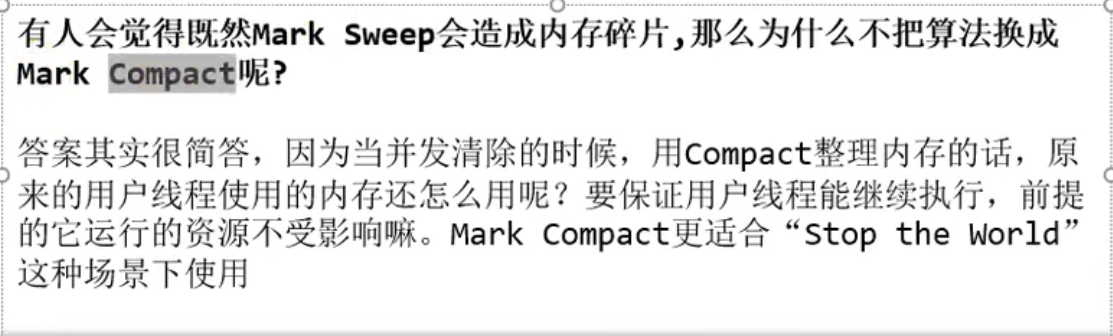 有人会觉得既然Mark Sweep会造成内存碎片,那么为什么不把算法换成
Mark Compact呢?
答案其实很简答，因为当并发清除的时候，用Compact整理内存的话，原
来的用户线程使用的内存还怎么用呢？要保证用户线程能继续执行，前提
的它运行的资源不受影响嘛。Mark Compact更适合“Stop the World”
这种场景下使用